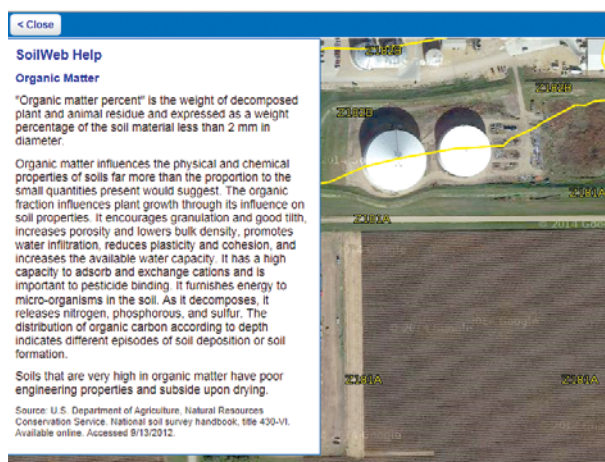 < Close
SoilWeb Help
Organic Matter
"Organic matter percent" is the weight of decomposed
plant and animal residue and expressed as a weight
percentage of the soil material less than 2 mm in
diameter.
Organic matter influences the physical and chemical
properties of soils far more than the proportion to the
small quantities present would suggest. The organic
fraction influences plant growth through its influence on
soil properties. It encourages granulation and good tilth,
increases porosity and lowers bulk density, promotes
water infiltration, reduces plasticity and cohesion, and
increases the available water capacity. It has a high
capacity to adsorb and exchange cations and is
important to pesticide binding. It furnishes energy to
micro-organisms in the soil. As it decomposes, it
releases nitrogen, phosphorous, and sulfur. The
distribution of organic carbon according to depth
indicates different episodes of soil deposition or soil
formation.
Soils that are very high in organic matter have poor
engineering properties and subside upon drying.
Source: U.S. Department of Agriculture, Natural Resources
Conservation Service. National soil survey handbook, title 430-VI.
Available online. Accessed 9/13/2012.
Z182B
Z182B
Z182B
Z181A
Z181A
© 2014 Goo
Z181A
Z181A